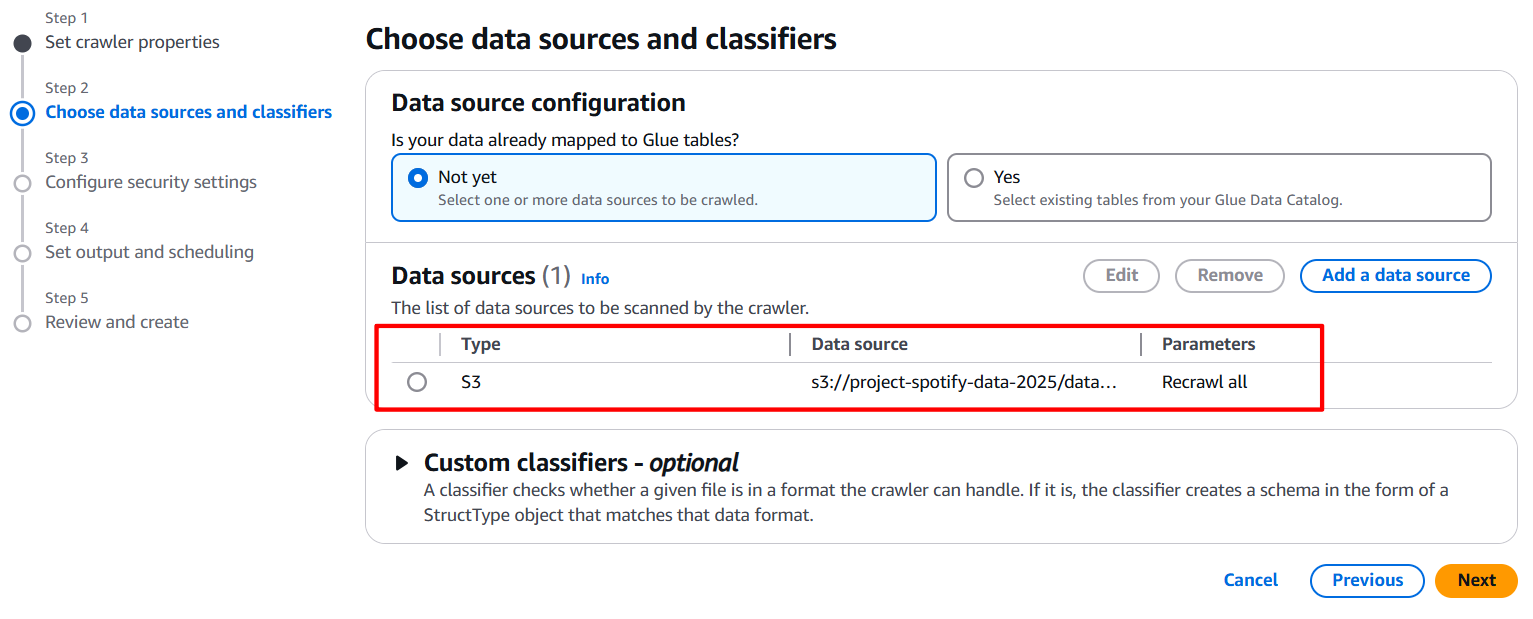 Step 1
Set crawler properties
Step 2
Choose data sources and classifiers
Step 3
Configure security settings
Step 4
Set output and scheduling
Step 5
Review and create
Choose data sources and classifiers
Data source configuration
Is your data already mapped to Glue tables?
Not yet
Select one or more data sources to be crawled.
Yes
Select existing tables from your Glue Data Catalog.
Data sources (1) Info
Edit
Remove
Add a data source
The list of data sources to be scanned by the crawler.
Type Data source Parameters
S3 s3://project-spotify-data-2025/data... Recrawl all
Custom classifiers - optional
A classifier checks whether a given file is in a format the crawler can handle. If it is, the classifier creates a schema in the form of a
StructType object that matches that data format.
Cancel
Previous
Next